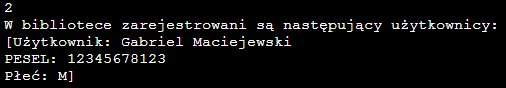 2
W bibliotece zarejestrowani są następujący użytkownicy:
[Użytkownik: Gabriel Maciejewski
PESEL: 12345678123
Płeć: M]